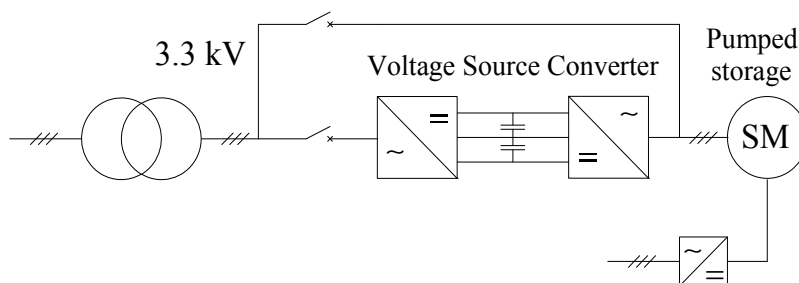 3.3 kV
Voltage Source Converter
Pumped
storage
SM